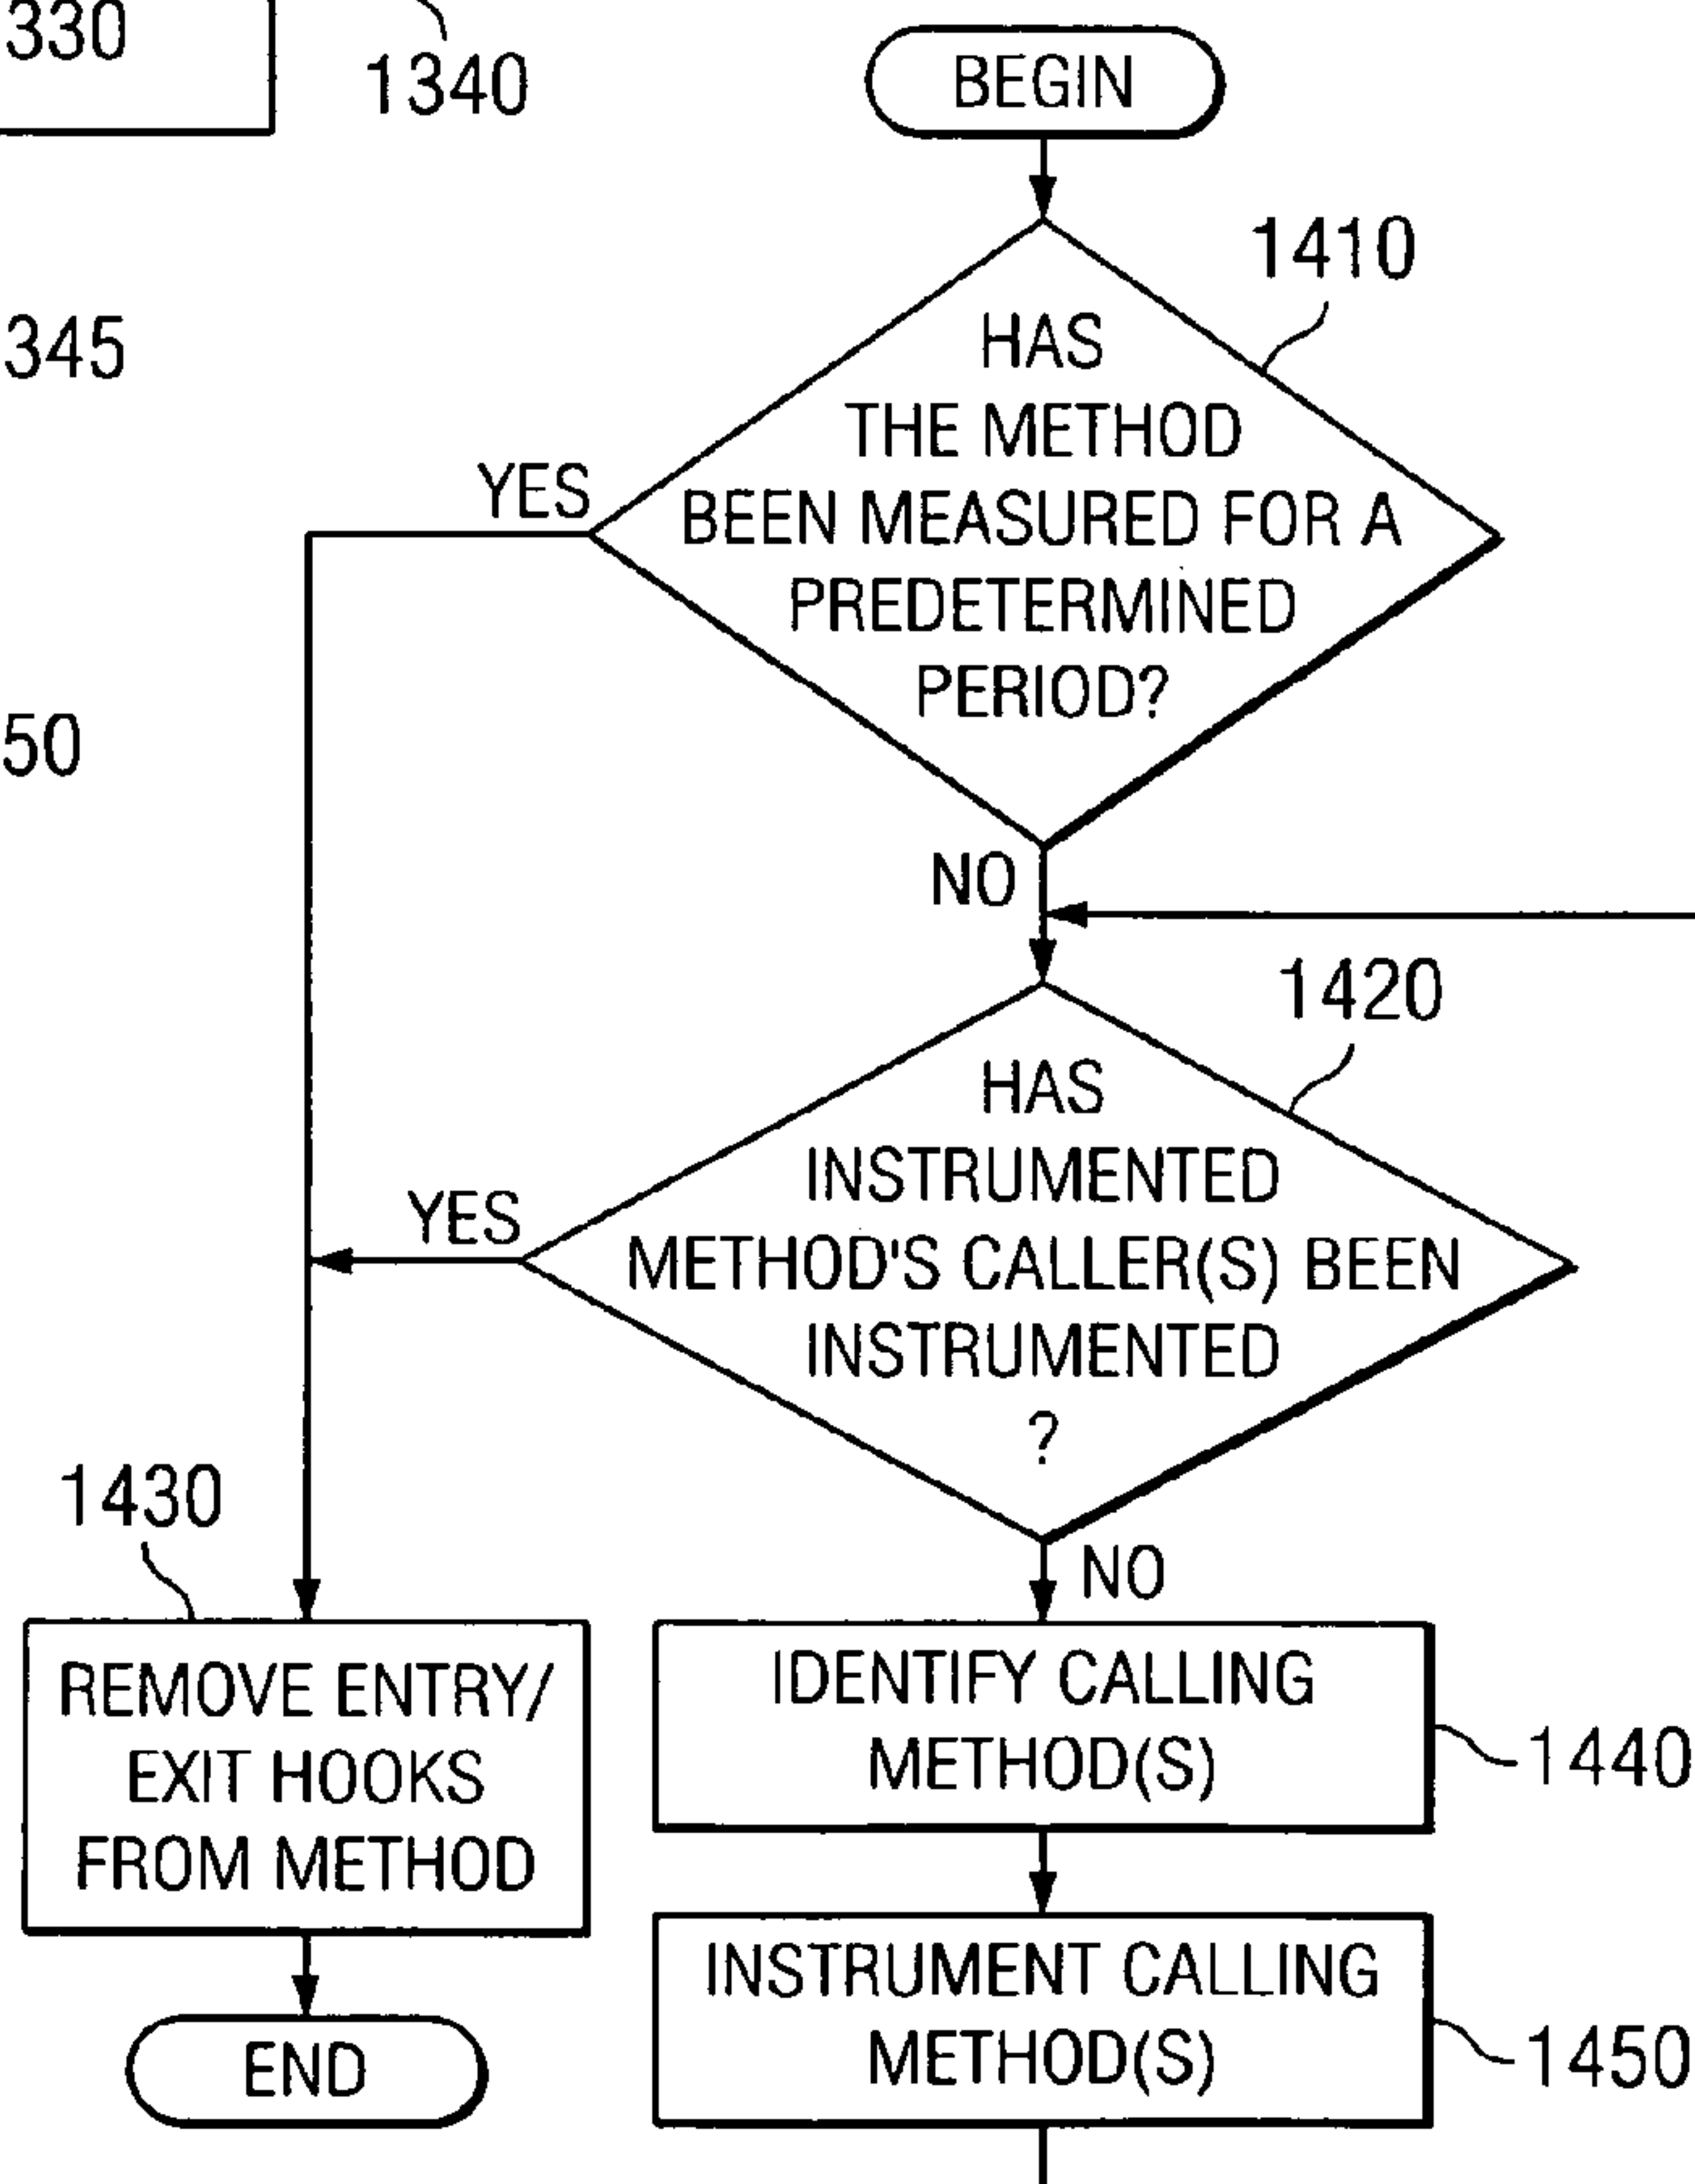 330
1340
BEGIN
1410
345
HAS
THE METHOD
BEEN MEASURED FOR A
PREDETERMINED
PERIOD?
YES
50
NO
1420
HAS
INSTRUMENTED
METHOD'S CALLER(S) BEEN
INSTRUMENTED
?
YES
1430
NO
REMOVE ENTRY/
EXIT HOOKS
FROM METHOD
IDENTIFY CALLING
METHOD(S)
1440
INSTRUMENT CALLING
METHOD(S)
1450
END